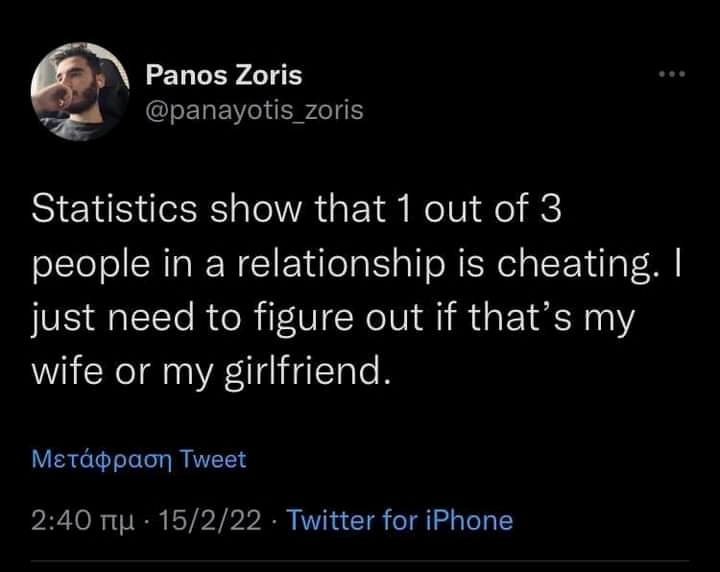 Panos Zoris
@panayotis_zoris
Statistics show that 1 out of 3
people in a relationship is cheating. I
just need to figure out if that’s my
wife or my girlfriend.
Μετάφραση Tweet
2:40 πμ · 15/2/22 · Twitter for iPhone